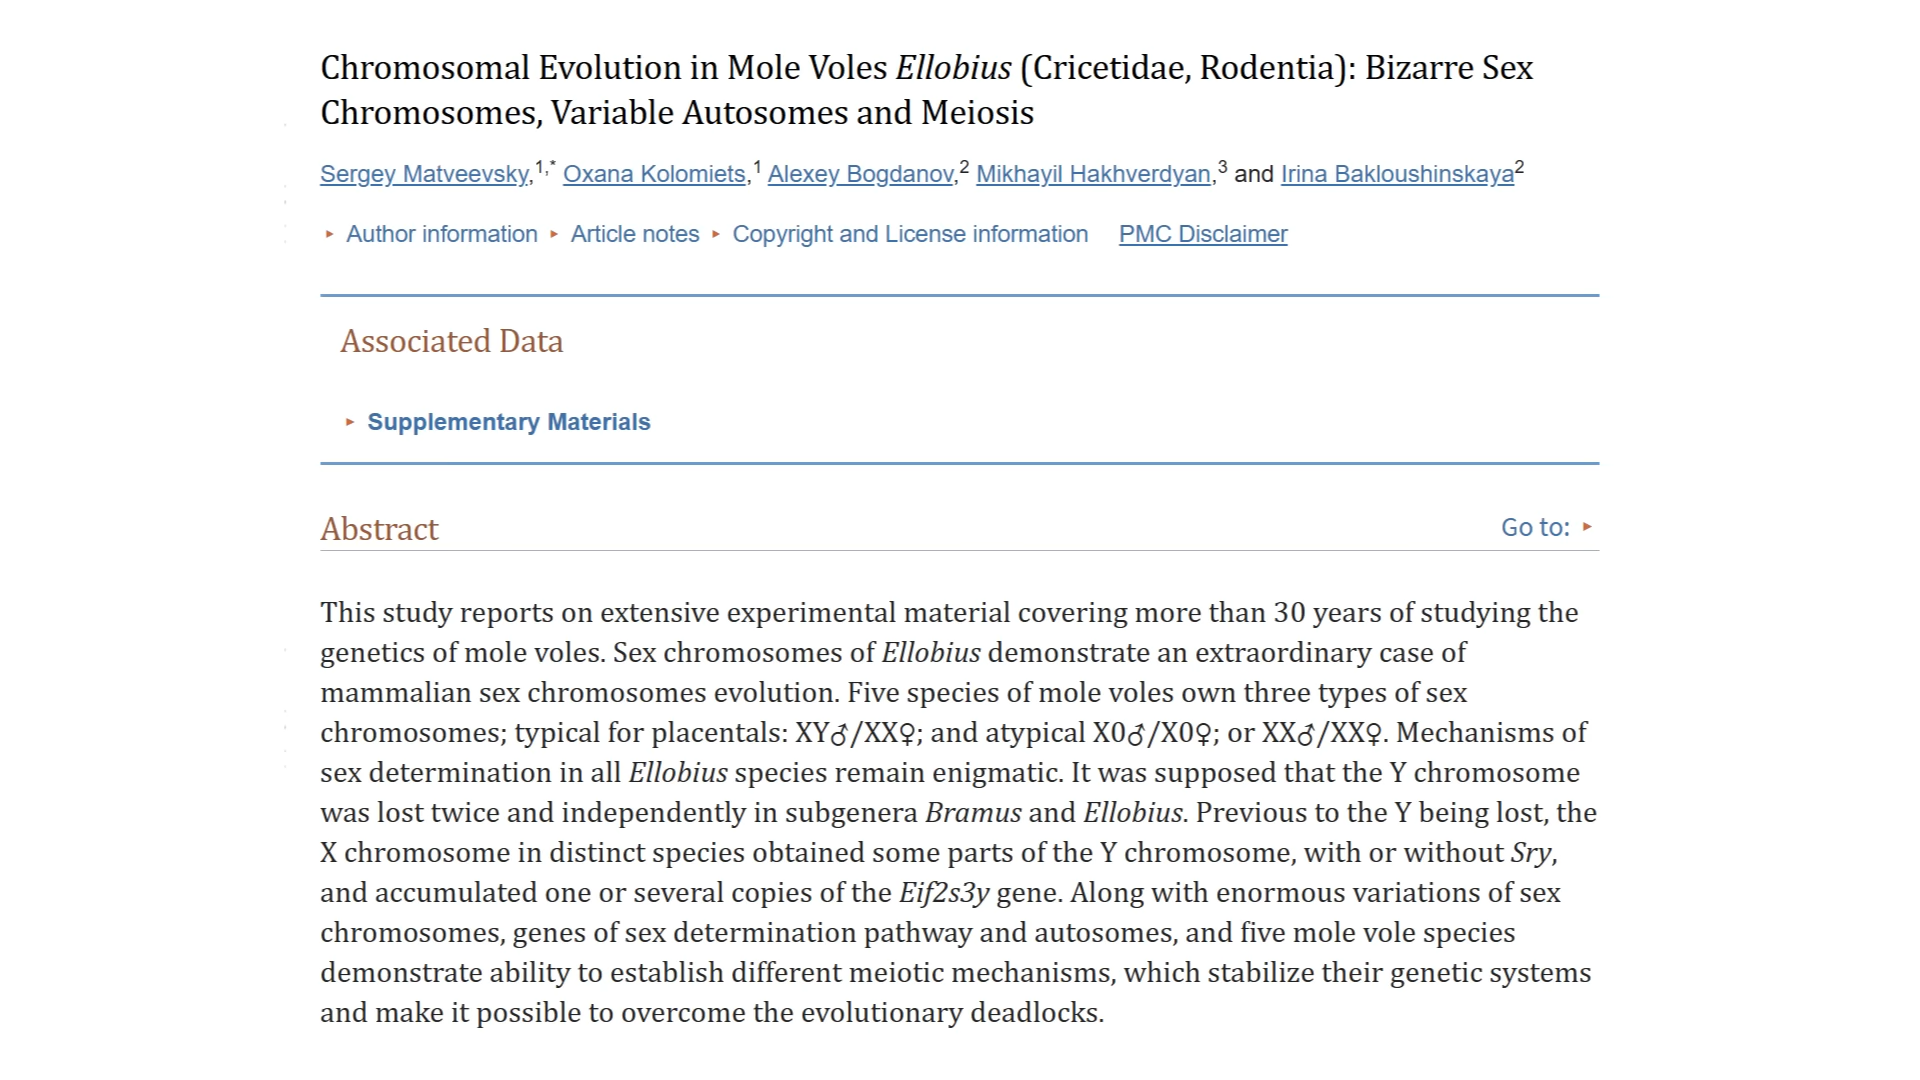 Chromosomal Evolution in Mole Voles Ellobius (Cricetidae, Rodentia): Bizarre Sex
Chromosomes, Variable Autosomes and Meiosis
Sergey Matveevsky,1,* Oxana Kolomiets,1 Alexey Bogdanov,2 Mikhayil Hakhverdyan,3 and Irina Bakloushinskaya2
▸ Author information ▸ Article notes ▸ Copyright and License information PMC Disclaimer
Associated Data
▸ Supplementary Materials
Abstract
Go to: ▸
This study reports on extensive experimental material covering more than 30 years of studying the
genetics of mole voles. Sex chromosomes of Ellobius demonstrate an extraordinary case of
mammalian sex chromosomes evolution. Five species of mole voles own three types of sex
chromosomes; typical for placentals: XY♂/XX♀; and atypical X0♂/X0♀; or XX♂/XX♀. Mechanisms of
sex determination in all Ellobius species remain enigmatic. It was supposed that the Y chromosome
was lost twice and independently in subgenera Bramus and Ellobius. Previous to the Y being lost, the
X chromosome in distinct species obtained some parts of the Y chromosome, with or without Sry,
and accumulated one or several copies of the Eif2s3y gene. Along with enormous variations of sex
chromosomes, genes of sex determination pathway and autosomes, and five mole vole species
demonstrate ability to establish different meiotic mechanisms, which stabilize their genetic systems
and make it possible to overcome the evolutionary deadlocks.